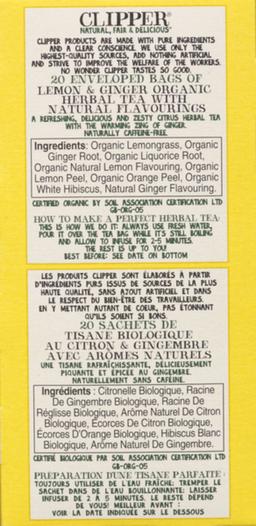 CLIPPER®
NATURAL, FAIR & DELICIOUS
CLIPPER PRODUCTS ARE MADE WITH PURE INGREDIENTS
AND A CLEAR CONSCIENCE. WE USE ONLY THE
HIGHEST-QUALITY SOURCES, ADD NOTHING ARTIFICIAL
AND STRIVE TO IMPROVE THE WELFARE OF THE WORKERS.
NO WONDER CLIPPER TASTES SO GOOD.
20 ENVELOPED BAGS OF
LEMON & GINGER ORGANIC
HERBAL TEA WITH
NATURAL FLAVOURINGS
A REFRESHING, DELICIOUS AND ZESTY CITRUS HERBAL TEA
WITH THE WARMING ZING OF GINGER.
NATURALLY CAFFEINE-FREE.
Ingredients: Organic Lemongrass, Organic
Ginger Root, Organic Liquorice Root,
Organic Natural Lemon Flavouring, Organic
Lemon Peel, Organic Orange Peel, Organic
White Hibiscus, Natural Ginger Flavouring.
CERTIFIED ORGANIC BY SOIL ASSOCIATION CERTIFICATION LTD
GB-ORG-05
HOW TO MAKE A PERFECT HERBAL TEA:
THIS IS HOW WE DO IT: ALWAYS USE FRESH WATER,
POUR IT OVER THE TEA BAG WHILE IT'S STILL BOILING
AND ALLOW TO INFUSE FOR 2-5 MINUTES.
THE REST IS UP TO YOU!
BEST BEFORE: SEE DATE ON BOTTOM
LES PRODUITS CLIPPER SONT ÉLABORÉS À PARTIR
D'INGRÉDIENTS PURS ISSUS DE SOURCES DE LA PLUS
HAUTE QUALITÉ, SANS AJOUT ARTIFICIEL ET DANS
LE RESPECT DU BIEN-ÊTRE DES TRAVAILLEURS.
EN Y METTANT AUTANT DE COEUR, PAS ÉTONNANT
QU'ILS SOIENT SI BONS.
20 SACHETS DE
TISANE BIOLOGIQUE
AU CITRON & GINGEMBRE
AVEC ARÔMES NATURELS
UNE TISANE RAFRAÎCHISSANTE, DÉLICIEUSEMENT
PIQUANTE ET ÉPICÉE AU GINGEMBRE.
NATURELLEMENT SANS CAFÉINE.
Ingrédients : Citronelle Biologique, Racine
De Gingembre Biologique, Racine De
Réglisse Biologique, Arôme Naturel De Citron
Biologique, Écorces De Citron Biologique,
Écorces D'Orange Biologique, Hibiscus Blanc
Biologique, Arôme Naturel De Gingembre.
CERTIFIÉ BIOLOGIQUE PAR SOIL ASSOCIATION CERTIFICATION LTD
GB-ORG-05
PRÉPARATION D'UNE TISANE PARFAITE :
TOUJOURS UTILISER DE L'EAU FRAÎCHE; TREMPER LE
SACHET DANS DE L'EAU BOUILLONNANTE; LAISSER
INFUSER DE 2 À 5 MINUTES. LE RESTE DÉPEND
DE VOUS! MEILLEUR AVANT :
VOIR LA DATE INDIQUÉE SUR LE DESSOUS